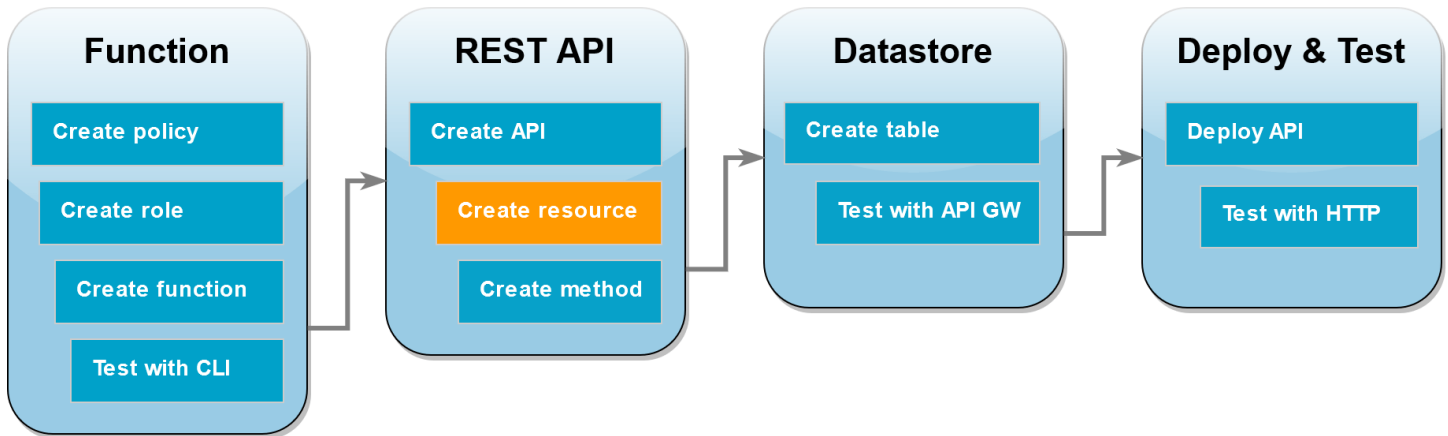 Function
Create policy
Create role
Create function
Test with CLI
REST API
Create API
Create resource
Create method
Datastore
Create table
Test with API GW
Deploy & Test
Deploy API
Test with HTTP